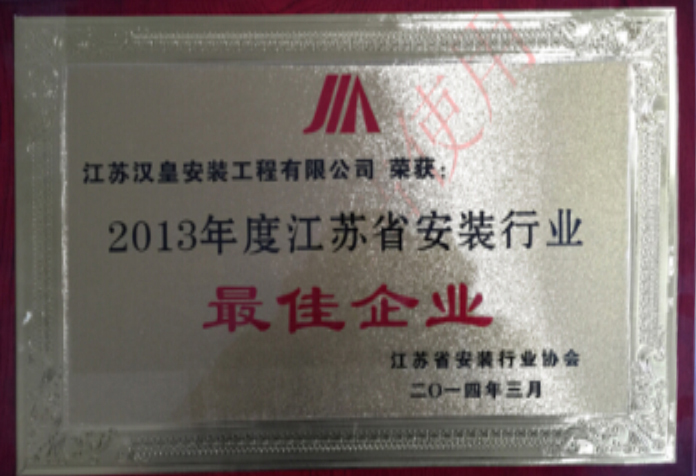 江苏汉皇安装工程有限公司 荣获:
2013年度江苏省安装行业
最佳企业
江苏省安装行业协会
二〇一四年三月
使用